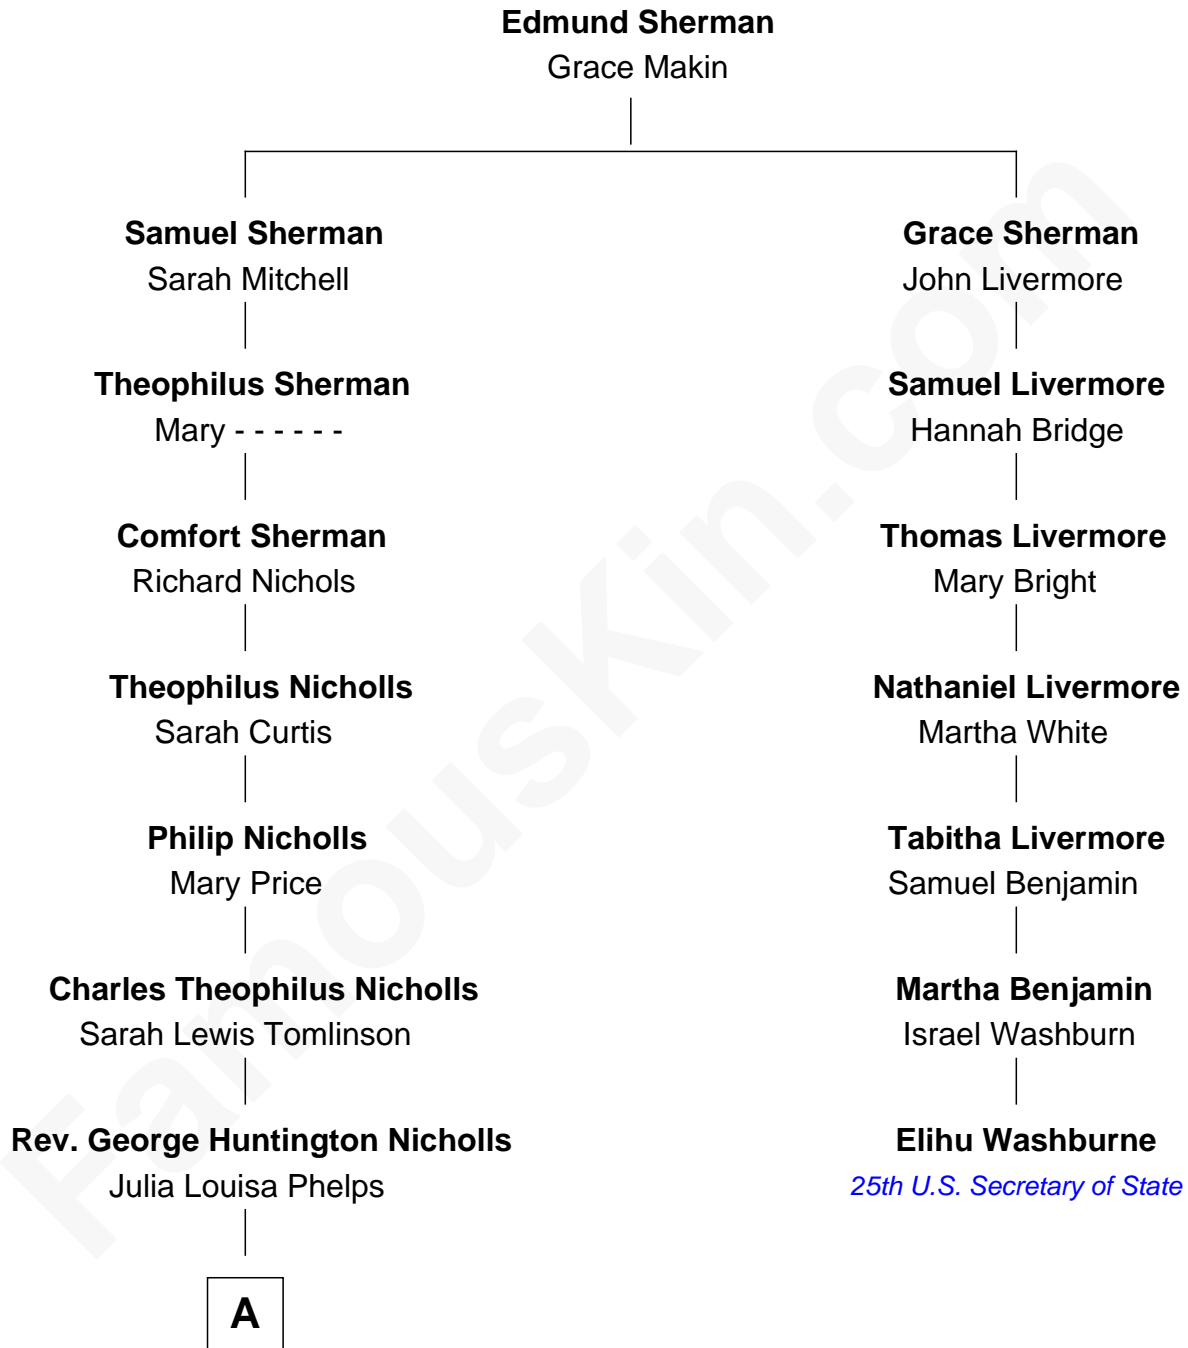 Edmund Sherman
Grace Makin
Samuel Sherman
Sarah Mitchell
Grace Sherman
John Livermore
Theophilus Sherman
Mary - - - - - -
Samuel Livermore
Hannah Bridge
Comfort Sherman
Richard Nichols
Thomas Livermore
Mary Bright
Theophilus Nicholls
Sarah Curtis
Nathaniel Livermore
Martha White
Philip Nicholls
Mary Price
Tabitha Livermore
Samuel Benjamin
Charles Theophilus Nicholls
Sarah Lewis Tomlinson
Martha Benjamin
Israel Washburn
Rev. George Huntington Nicholls
Julia Louisa Phelps
Elihu Washburne
25th U.S. Secretary of State
A
FamousKin.com